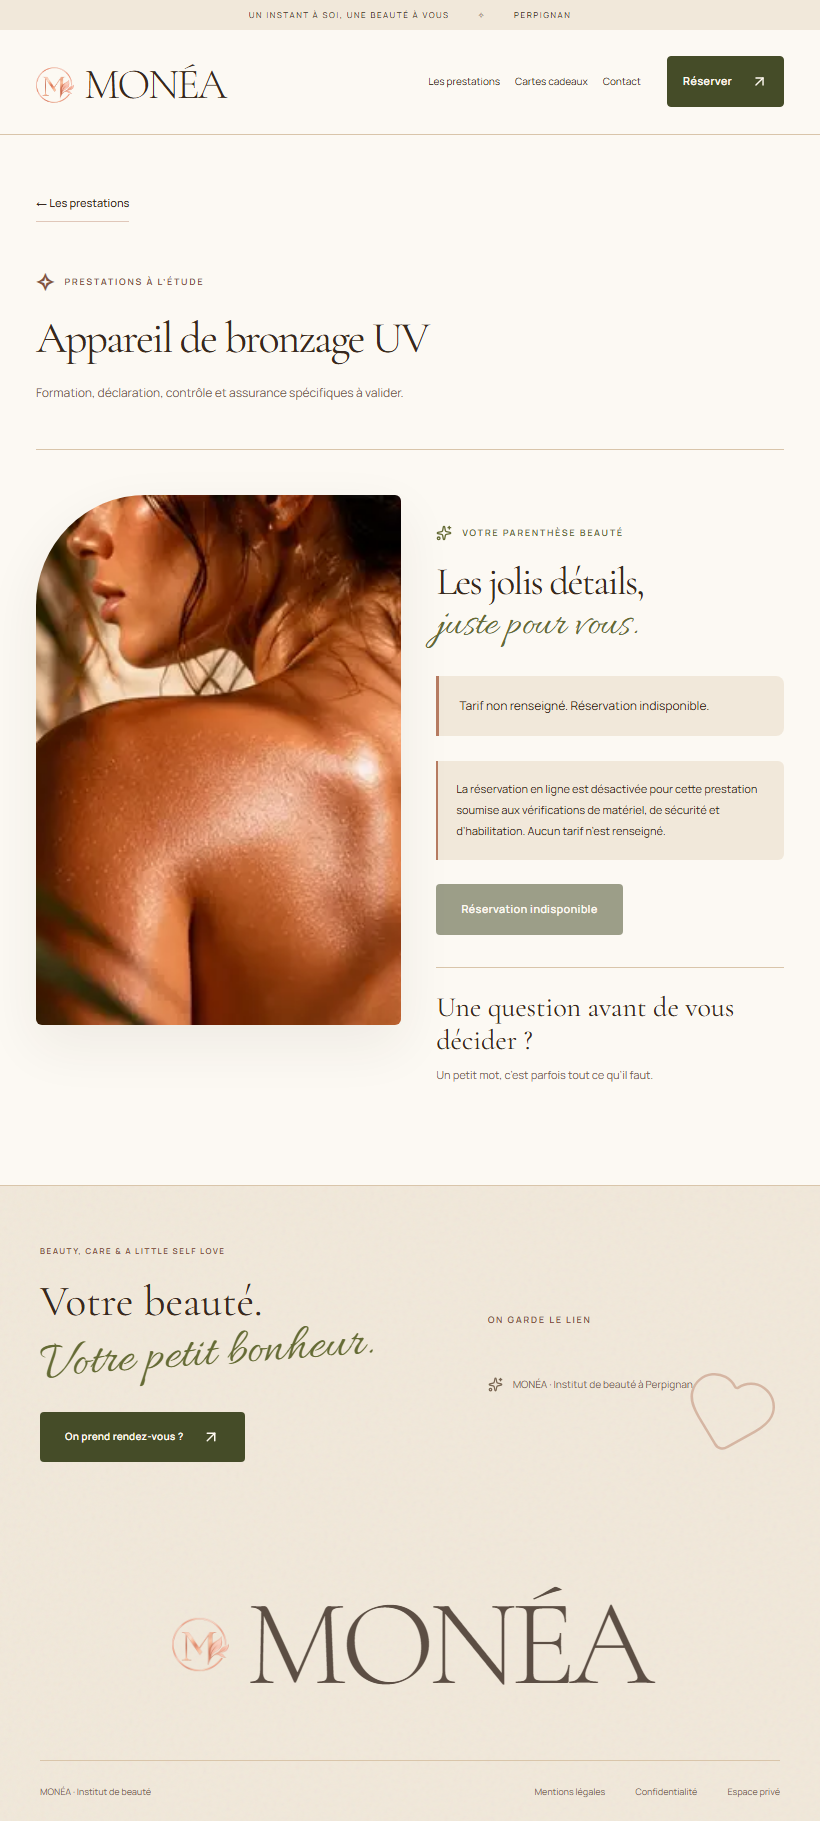 UN INSTANT À SOI, UNE BEAUTÉ À VOUS ✧ PERPIGNAN
M MONÉA
Les prestations Cartes cadeaux Contact Réserver ↗
← Les prestations
PRESTATIONS À L'ÉTUDE
Appareil de bronzage UV
Formation, déclaration, contrôle et assurance spécifiques à valider.
VOTRE PARENTHÈSE BEAUTÉ
Les jolis détails,
juste pour vous.
Tarif non renseigné. Réservation indisponible.
La réservation en ligne est désactivée pour cette prestation
soumise aux vérifications de matériel, de sécurité et
d'habilitation. Aucun tarif n'est renseigné.
Réservation indisponible
Une question avant de vous
décider ?
Un petit mot, c'est parfois tout ce qu'il faut.
BEAUTY, CARE & A LITTLE SELF LOVE
Votre beauté.
Votre petit bonheur.
On prend rendez-vous ? ↗
ON GARDE LE LIEN
MONÉA · Institut de beauté à Perpignan
M MONÉA
MONÉA · Institut de beauté
Mentions légales Confidentialité Espace privé